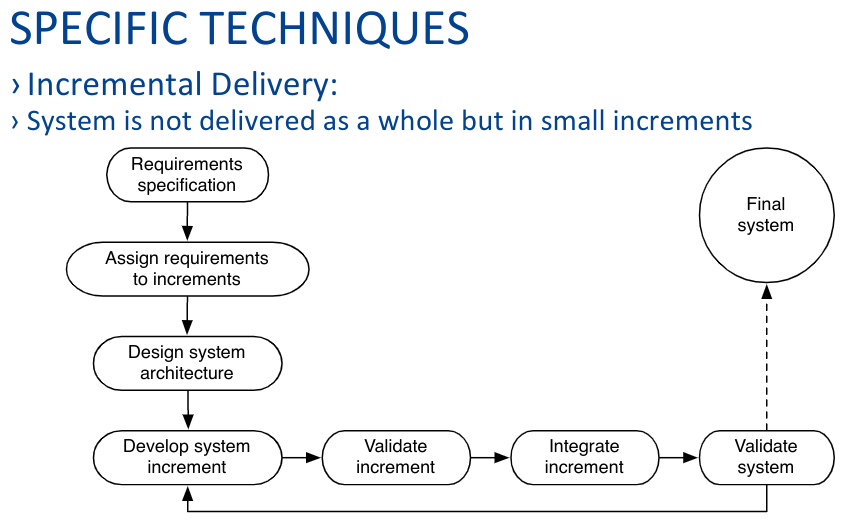 SPECIFIC TECHNIQUES
› Incremental Delivery:
› System is not delivered as a whole but in small increments
Requirements
specification
Final
system
Assign requirements
to increments
Design system
architecture
Develop system
increment
Validate
increment
Integrate
increment
Validate
system